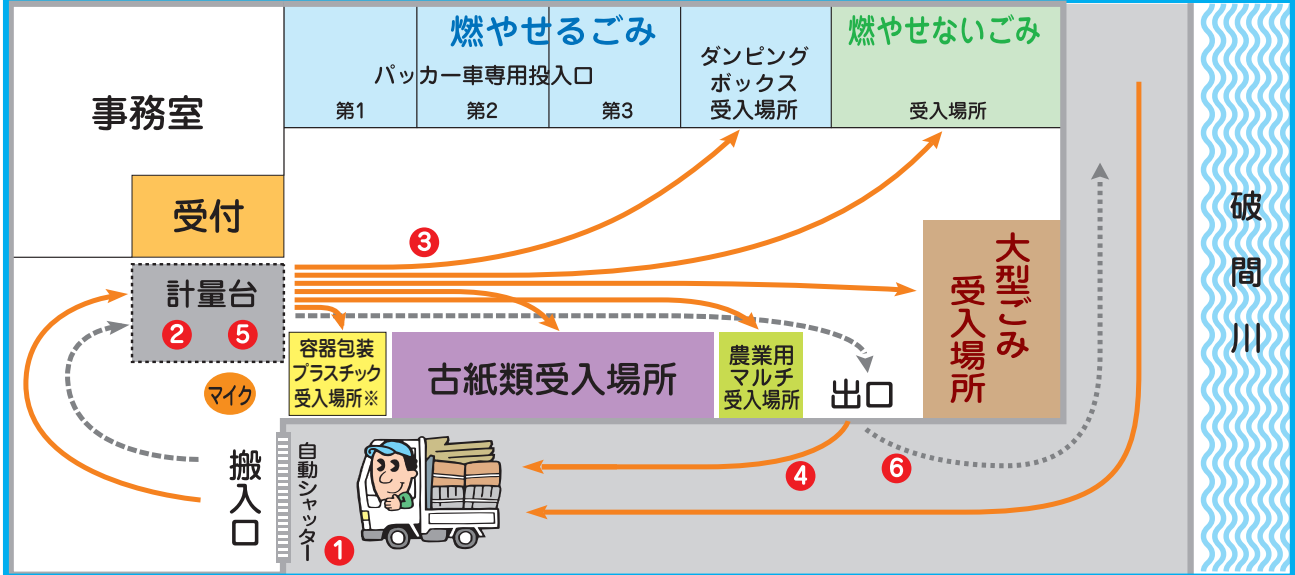 燃やせるごみ
パッカー車専用投入口
第1
第2
第3
ダンピング
ボックス
受入場所
燃やせないごみ
受入場所
事務室
受付
計量台
2
5
マイク
搬入口
自動シャッター
1
3
容器包装
プラスチック
受入場所※
古紙類受入場所
農業用
マルチ
受入場所
出口
大型ごみ
受入場所
4
6
破間川